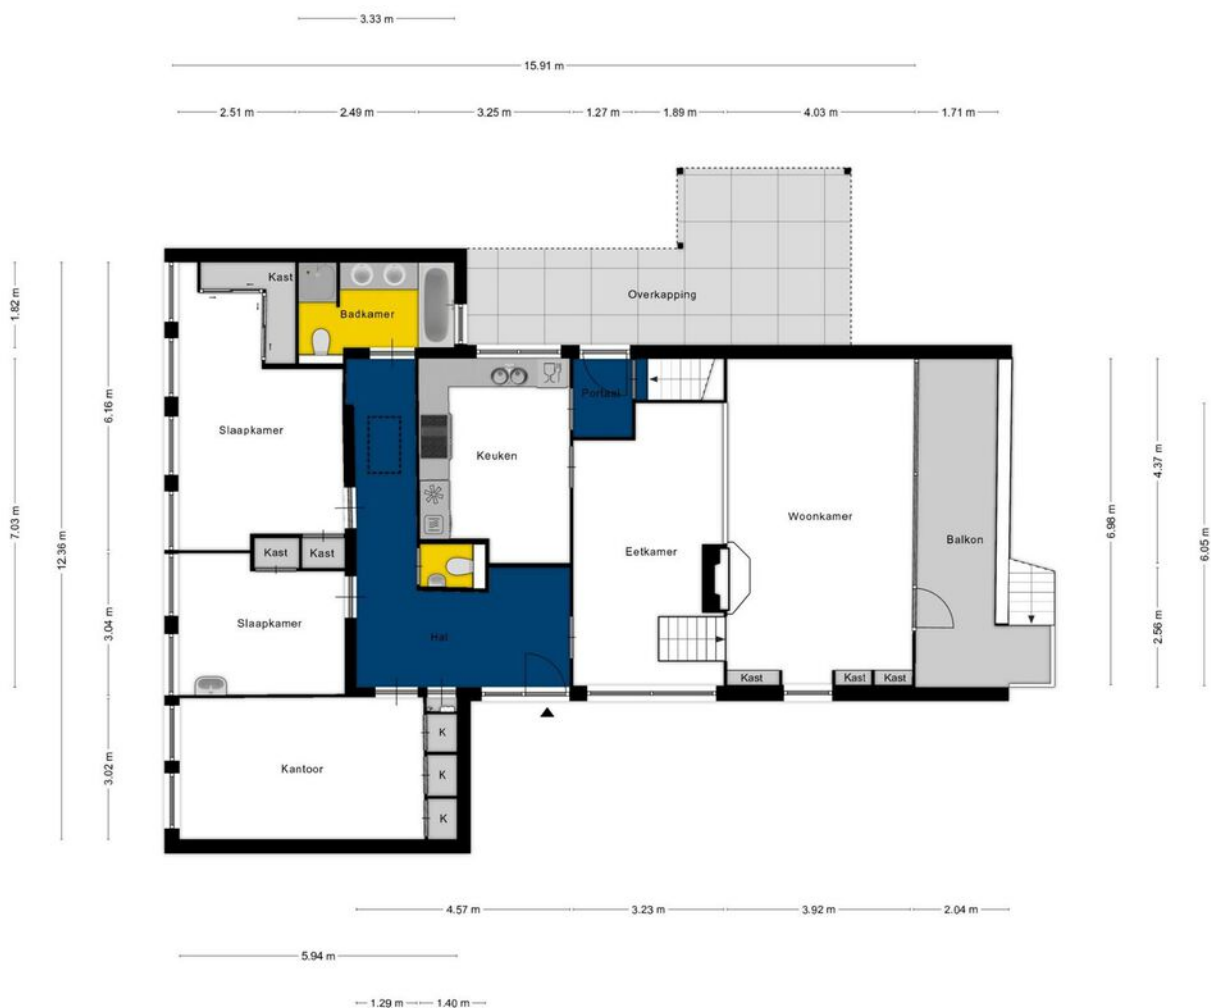 3.33 m
15.91 m
2.51 m
2.49 m
3.25 m
1.27 m
1.89 m
4.03 m
1.71 m
Kast
Badkamer
Overkapping
1.82 m
6.16 m
7.03 m
12.36 m
3.04 m
3.02 m
Portaal
Slaapkamer
Keuken
Woonkamer
Eetkamer
Balkon
Kast
Kast
Slaapkamer
Hal
Kast
Kast
Kast
K
K
K
Kantoor
4.37 m
6.98 m
6.05 m
2.56 m
4.57 m
3.23 m
3.92 m
2.04 m
5.94 m
1.29 m
1.40 m